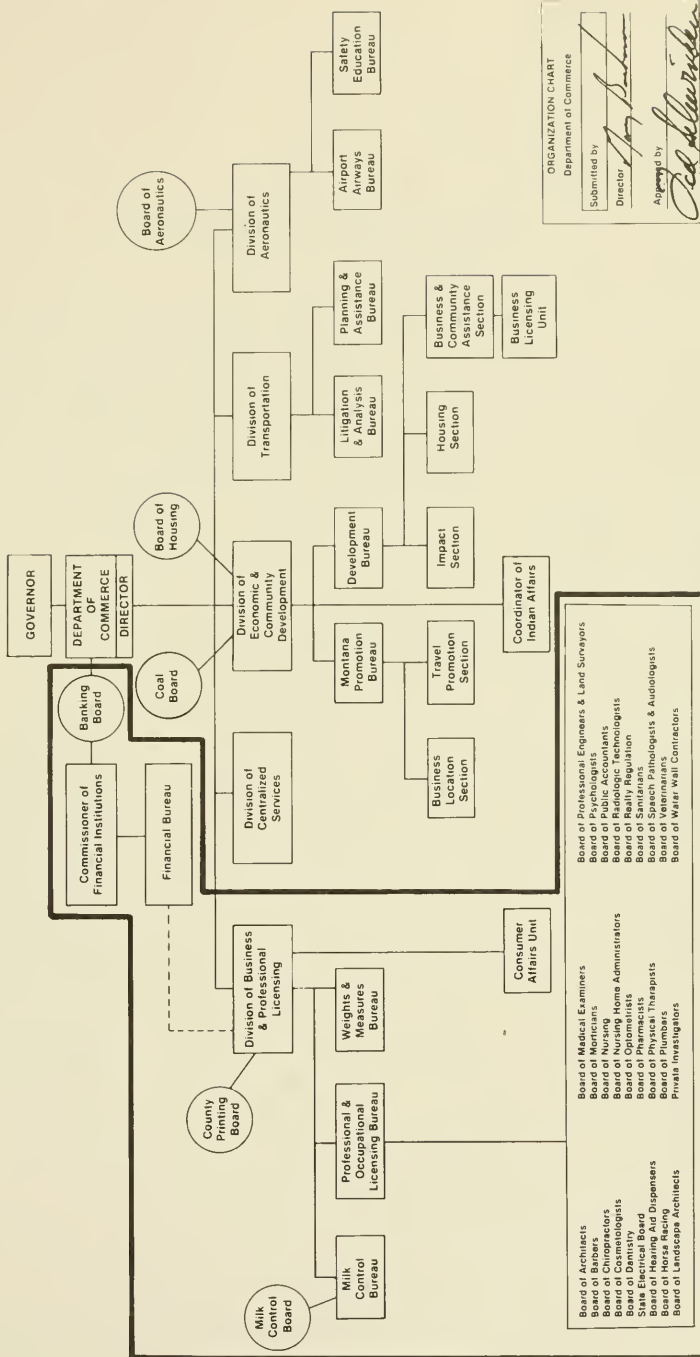 GOVERNOR
DEPARTMENT
OF
COMMERCE
DIRECTOR
Banking
Board
Commissioner of
Financial Institutions
Financial Bureau
Coal
Board
Board of
Housing
Board of
Aeronautics
County
Printing
Board
Division of Business
& Professional
Licensing
Division of
Centralized
Services
Division of
Economic &
Community
Development
Division of
Transportation
Division of
Aeronautics
Milk
Control
Board
Milk
Control
Bureau
Professional &
Occupational
Licensing Bureau
Weights &
Measures
Bureau
Montana
Promotion
Bureau
Development
Bureau
Litigation
& Analysis
Bureau
Planning &
Assistance
Bureau
Airport
Airways
Bureau
Safety
Education
Bureau
Business
Location
Section
Travel
Promotion
Section
Impact
Section
Housing
Section
Business &
Community
Assistance
Section
Consumer
Affairs Unit
Coordinator of
Indian Affairs
Business
Licensing
Unit
Board of Architects
Board of Barbers
Board of Chiropractors
Board of Cosmetologists
Board of Dentistry
State Electrical Board
Board of Hearing Aid Dispensers
Board of Horse Racing
Board of Landscape Architects
Board of Medical Examiners
Board of Morticians
Board of Nursing
Board of Nursing Home Administrators
Board of Optometrists
Board of Pharmacists
Board of Physical Therapists
Board of Plumbers
Private Investigators
Board of Professional Engineers & Land Surveyors
Board of Psychologists
Board of Public Accountants
Board of Radiologic Technologists
Board of Realty Regulation
Board of Sanitarians
Board of Speech Pathologists & Audiologists
Board of Veterinarians
Board of Water Wall Contractors
ORGANIZATION CHART
Department of Commerce
Submitted by
Director
Approved by